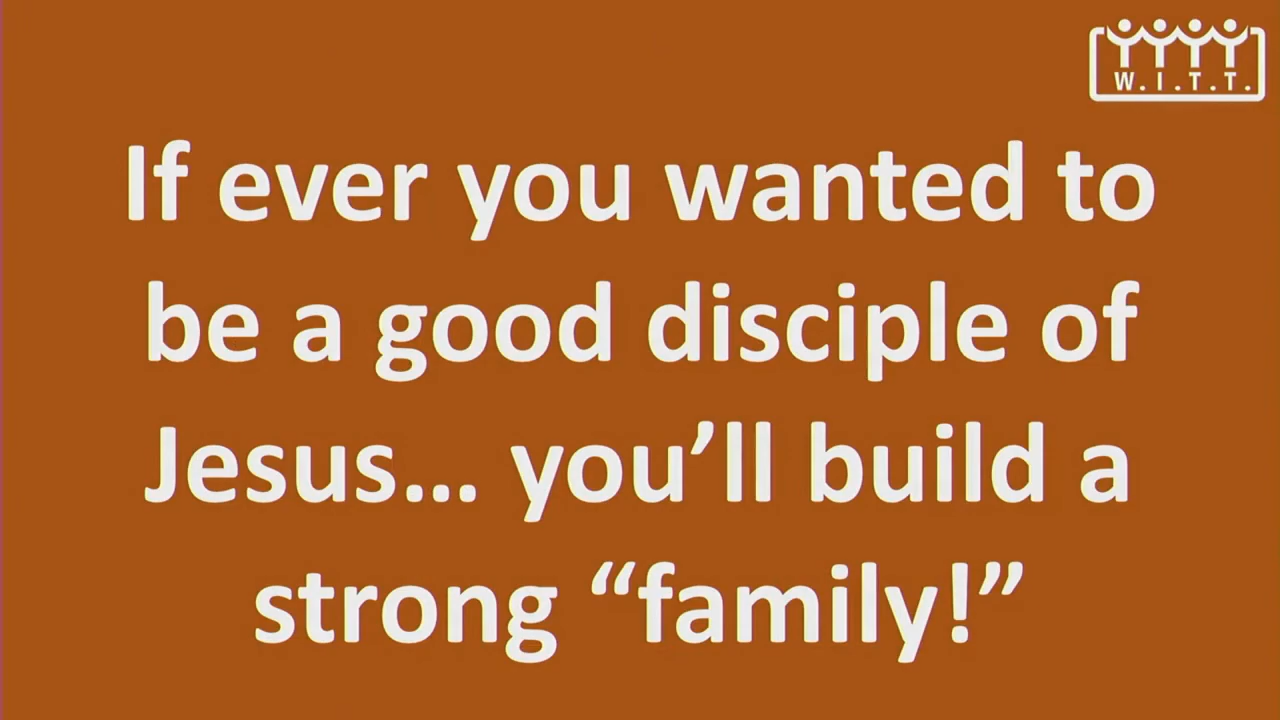 W.I.T.T.
If ever you wanted to
be a good disciple of
Jesus… you’ll build a
strong “family!”